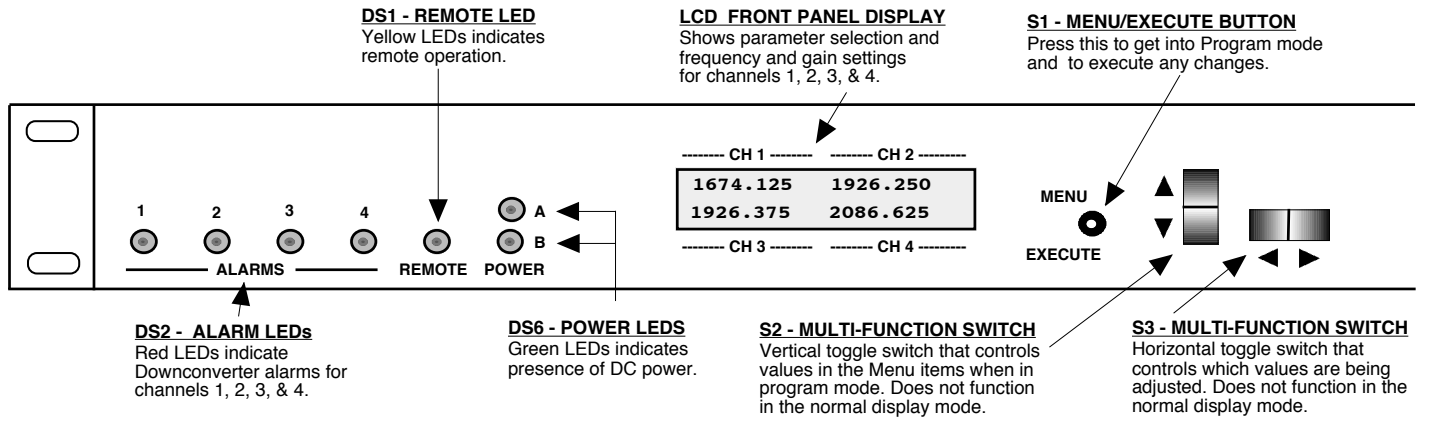 DS1 - REMOTE LED
Yellow LEDs indicates
remote operation.
LCD FRONT PANEL DISPLAY
Shows parameter selection and
frequency and gain settings
for channels 1, 2, 3, & 4.
S1 - MENU/EXECUTE BUTTON
Press this to get into Program mode
and to execute any changes.
-------- CH 1 -------- -------- CH 2 ---------
1674.125 1926.250
1926.375 2086.625
-------- CH 3 -------- -------- CH 4 ---------
1 2 3 4
A
B
ALARMS
REMOTE
POWER
MENU
EXECUTE
DS2 - ALARM LEDs
Red LEDs indicate
Downconverter alarms for
channels 1, 2, 3, & 4.
DS6 - POWER LEDS
Green LEDs indicates
presence of DC power.
S2 - MULTI-FUNCTION SWITCH
Vertical toggle switch that controls
values in the Menu items when in
program mode. Does not function
in the normal display mode.
S3 - MULTI-FUNCTION SWITCH
Horizontal toggle switch that
controls which values are being
adjusted. Does not function in the
normal display mode.